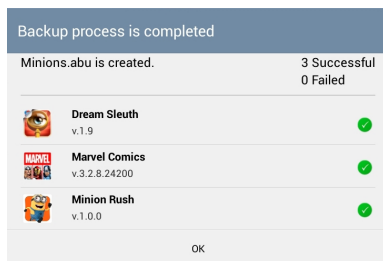 Backup process is completed
Minions.abu is created.
3 Successful
0 Failed
Dream Sleuth
v.1.9
MARVEL
Marvel Comics
v.3.2.8.24200
Minion Rush
v.1.0.0
OK